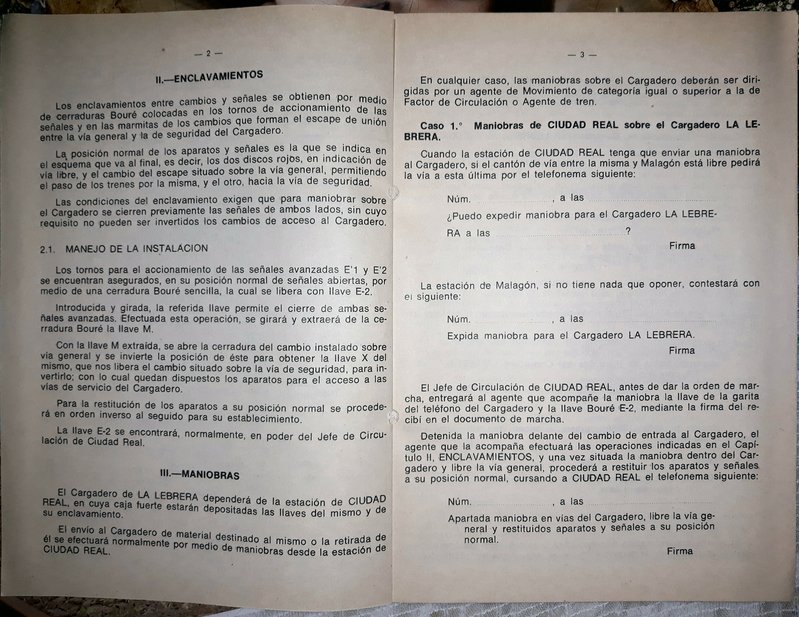 — 2 —
II.—ENCLAVAMIENTOS
Los enclavamientos entre cambios y señales se obtienen por medio
de cerraduras Bouré colocadas en los tornos de accionamiento de las
señales y en las marmitas de los cambios que forman el escape de unión
entre la vía general y la de seguridad del Cargadero.
La posición normal de los aparatos y señales es la que se indica en
el esquema que va al final, es decir, los dos discos rojos, en indicación de
vía libre, y el cambio del escape situado sobre la vía general, permitiendo
el paso de los trenes por la misma, y el otro, hacia la vía de seguridad.
Las condiciones del enclavamiento exigen que para maniobrar sobre
el Cargadero se cierren previamente las señales de ambos lados, sin cuyo
requisito no pueden ser invertidos los cambios de acceso al Cargadero.
2.1. MANEJO DE LA INSTALACION
Los tornos para el accionamiento de las señales avanzadas E'1 y E'2
se encuentran asegurados, en su posición normal de señales abiertas, por
medio de una cerradura Bouré sencilla, la cual se libera con llave E-2.
Introducida y girada, la referida llave permite el cierre de ambas se-
ñales avanzadas. Efectuada esta operación, se girará y extraerá de la ce-
rradura Bouré la llave M.
Con la llave M extraída, se abre la cerradura del cambio instalado sobre
vía general y se invierte la posición de éste para obtener la llave X del
mismo, que nos libera el cambio situado sobre la vía de seguridad, para in-
vertirlo; con lo cual quedan dispuestos los aparatos para el acceso a las
vías de servicio del Cargadero.
Para la restitución de los aparatos a su posición normal se procede-
rá en orden inverso al seguido para su establecimiento.
La llave E-2 se encontrará, normalmente, en poder del Jefe de Circu-
lación de Ciudad Real.
III.—MANIOBRAS
El Cargadero de LA LEBRERA dependerá de la estación de CIUDAD
REAL, en cuya caja fuerte estarán depositadas las llaves del mismo y de
su enclavamiento.
El envío al Cargadero de material destinado al mismo o la retirada de
él se efectuará normalmente por medio de maniobras desde la estación de
CIUDAD REAL.
— 3 —
En cualquier caso, las maniobras sobre el Cargadero deberán ser diri-
gidas por un agente de Movimiento de categoría igual o superior a la de
Factor de Circulación o Agente de tren.
Caso 1.° Maniobras de CIUDAD REAL sobre el Cargadero LA LE-
BRERA.
Cuando la estación de CIUDAD REAL tenga que enviar una maniobra
al Cargadero, si el cantón de vía entre la misma y Malagón está libre pedirá
la vía a esta última por el telefonema siguiente:
Núm. , a las
¿Puedo expedir maniobra para el Cargadero LA LEBRE-
RA a las ?
Firma
La estación de Malagón, si no tiene nada que oponer, contestará con
el siguiente:
Núm. , a las
Expida maniobra para el Cargadero LA LEBRERA.
Firma
El Jefe de Circulación de CIUDAD REAL, antes de dar la orden de mar-
cha, entregará al agente que acompañe la maniobra la llave de la garita
del teléfono del Cargadero y la llave Bouré E-2, mediante la firma del re-
cibí en el documento de marcha.
Detenida la maniobra delante del cambio de entrada al Cargadero, el
agente que la acompaña efectuará las operaciones indicadas en el Capí-
tulo II, ENCLAVAMIENTOS, y una vez situada la maniobra dentro del Car-
gadero y libre la vía general, procederá a restituir los aparatos y señales
a su posición normal, cursando a CIUDAD REAL el telefonema siguiente:
Núm. , a las
Apartada maniobra en vías del Cargadero, libre la vía ge-
neral y restituidos aparatos y señales a su posición
normal.
Firma